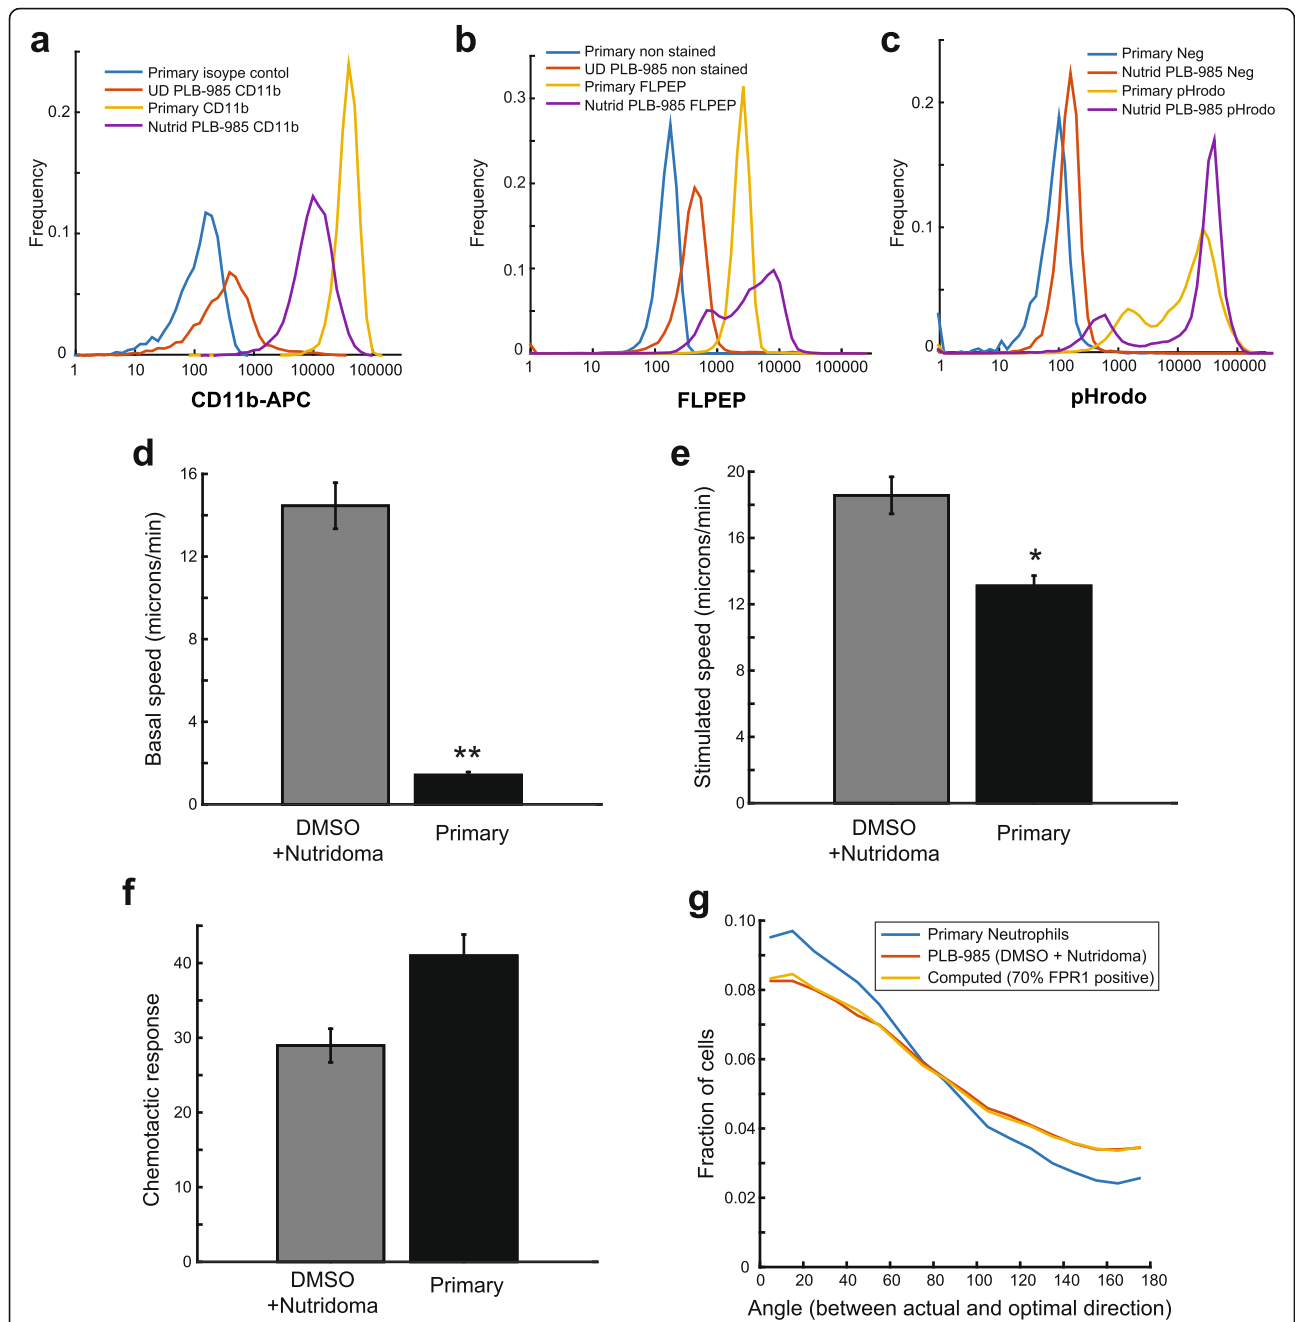 a
Primary isoype contol
UD PLB-985 CD11b
Primary CD11b
Nutrid PLB-985 CD11b
Frequency
0.2
0.1
0
1 10 100 1000 10000 100000
CD11b-APC
b
Primary non stained
UD PLB-985 non stained
Primary FLPEP
Nutrid PLB-985 FLPEP
Frequency
0.3
0.2
0.1
0
1 10 100 1000 10000 100000
FLPEP
c
Primary Neg
Nutrid PLB-985 Neg
Primary pHrodo
Nutrid PLB-985 pHrodo
Frequency
0.2
0.1
0
1 10 100 1000 10000 100000
pHrodo
d
Basal speed (microns/min)
16
12
8
4
0
**
DMSO
+Nutridoma
Primary
e
Stimulated speed (microns/min)
20
16
12
8
4
0
*
DMSO
+Nutridoma
Primary
f
Chemotactic response
40
30
20
10
0
DMSO
+Nutridoma
Primary
g
Primary Neutrophils
PLB-985 (DMSO + Nutridoma)
Computed (70% FPR1 positive)
Fraction of cells
0.10
0.08
0.06
0.04
0.02
0
0 20 40 60 80 100 120 140 160 180
Angle (between actual and optimal direction)